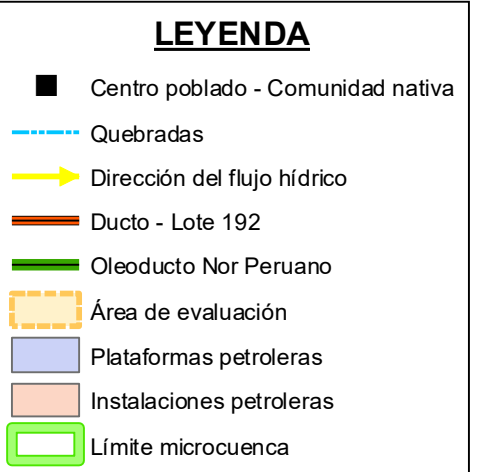 LEYENDA
Centro poblado - Comunidad nativa
Quebradas
Dirección del flujo hídrico
Ducto - Lote 192
Oleoducto Nor Peruano
Área de evaluación
Plataformas petroleras
Instalaciones petroleras
Límite microcuenca